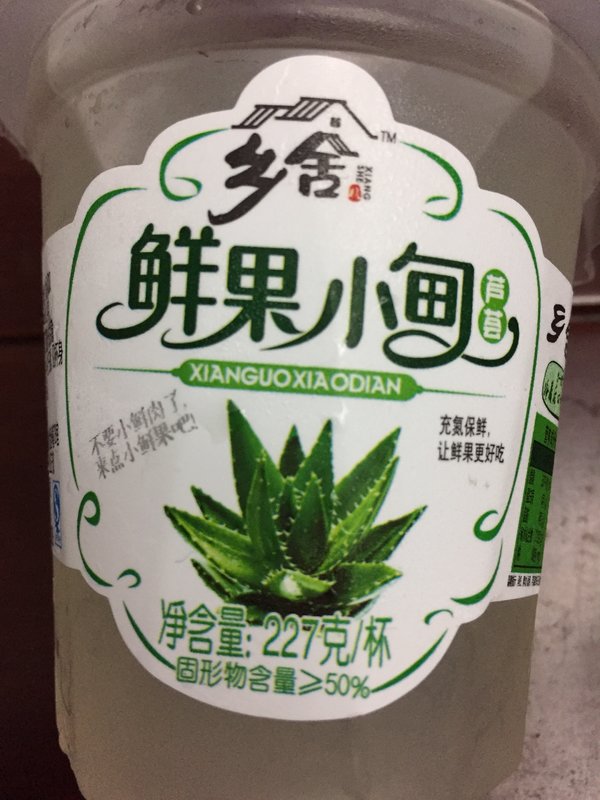 乡舍
TM
XIANG
SHE
鲜果小甸
芦荟
XIANGUOXIAODIAN
不要小鲜肉了,
来点小鲜果吧!
充氮保鲜,
让鲜果更好吃
净含量: 227克/杯
固形物含量≥50%